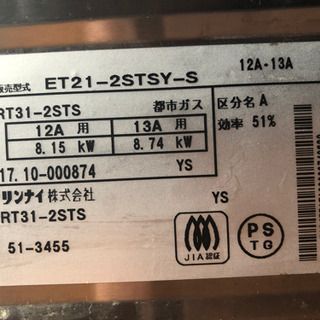 販売型式 ET21-2STSY-S 12A・13A
RT31-2STS 都市ガス 区分名 A
12A 用 13A 用 効率 51%
8.15 kW 8.74 kW
17.10-000874 YS
リンナイ株式会社
RT31-2STS YS
51-3455
JIA認証
PS
TG